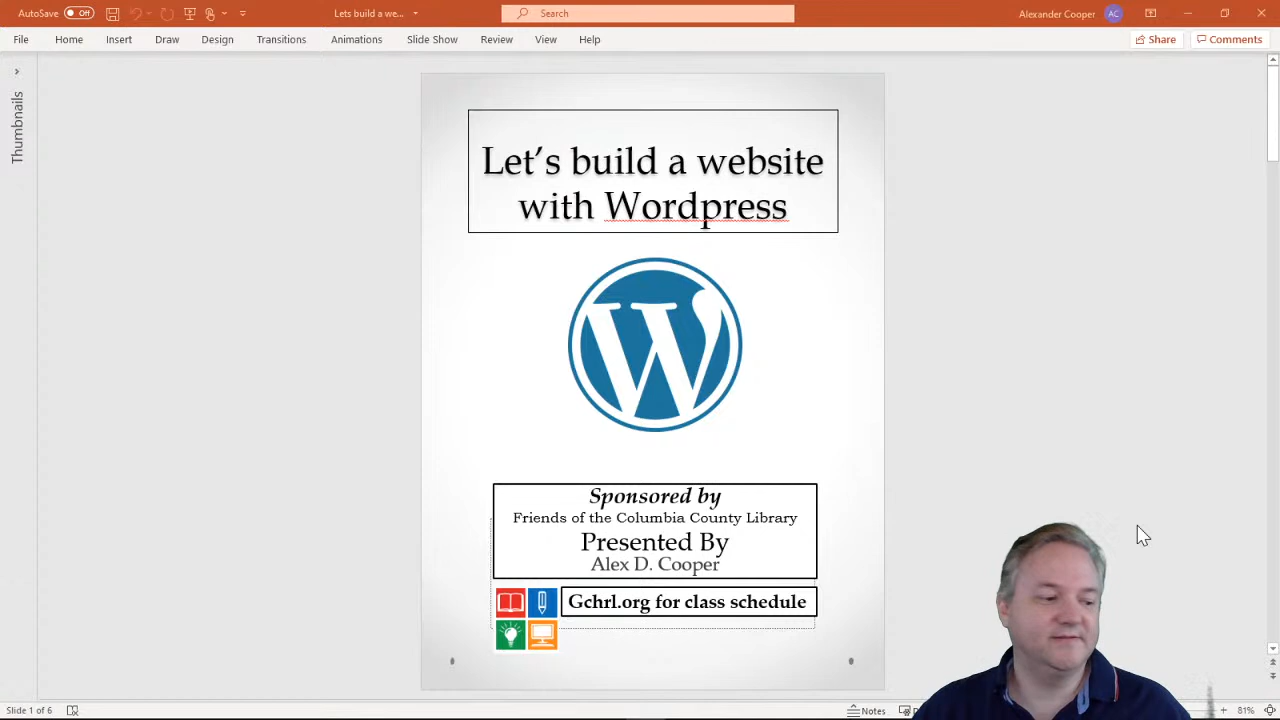 AutoSave Off Lets build a we... Search Alexander Cooper AC
File Home Insert Draw Design Transitions Animations Slide Show Review View Help Share Comments
Thumbnails
Let's build a website
with Wordpress
W
Sponsored by
Friends of the Columbia County Library
Presented By
Alex D. Cooper
Gchrl.org for class schedule
Slide 1 of 6 Notes 81%